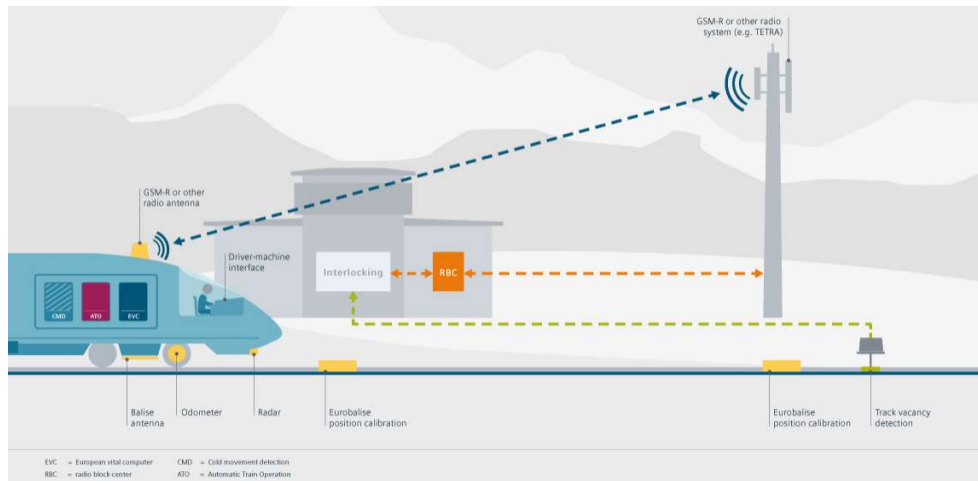 GSM-R or other radio
system (e.g. TETRA)
GSM-R or other
radio antenna
Driver-machine
interface
Interlocking
RBC
CMD
ATO
EVC
Balise
antenna
Odometer
Radar
Eurobalise
position calibration
Eurobalise
position calibration
Track vacancy
detection
EVC = European vital computer
CMD = Cold movement detection
RBC = radio block center
ATO = Automatic Train Operation